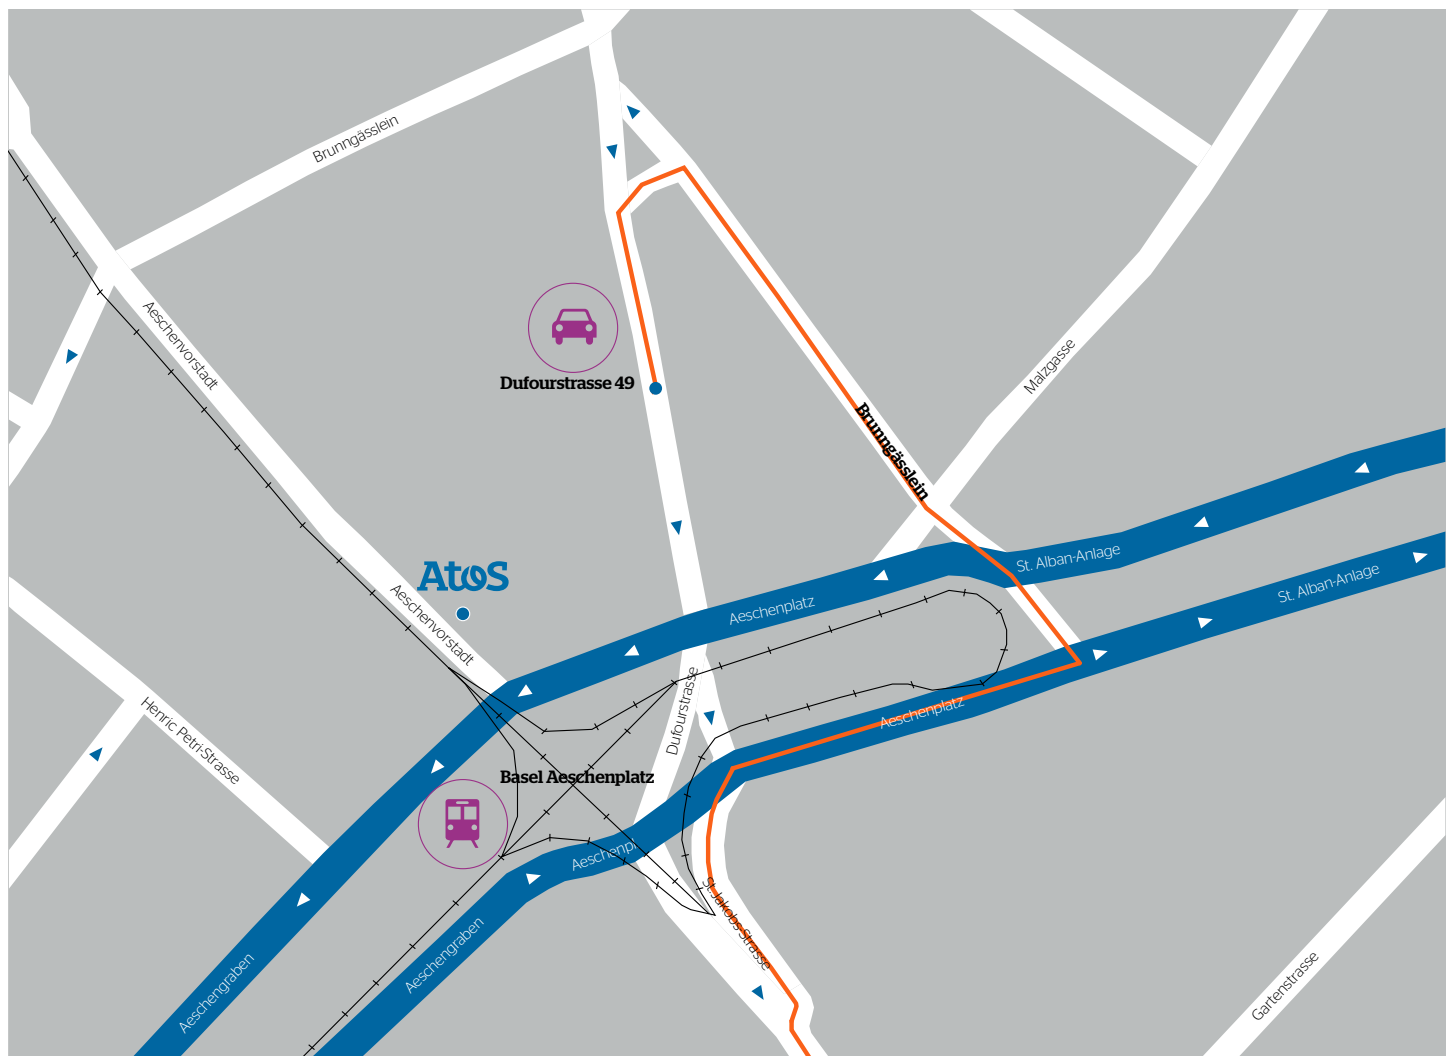 Brunngässlein
Aeschenvorstadt
Malzgasse
Dufourstrasse 49
Brunngässlein
St. Alban-Anlage
Atos
St. Alban-Anlage
Aeschenvorstadt
Aeschenplatz
Dufourstrasse
Henric Petri-Strasse
Aeschenplatz
Basel Aeschenplatz
Aeschenpl
St. Jakobs-Strasse
Aeschengraben
Aeschengraben
Gartenstrasse